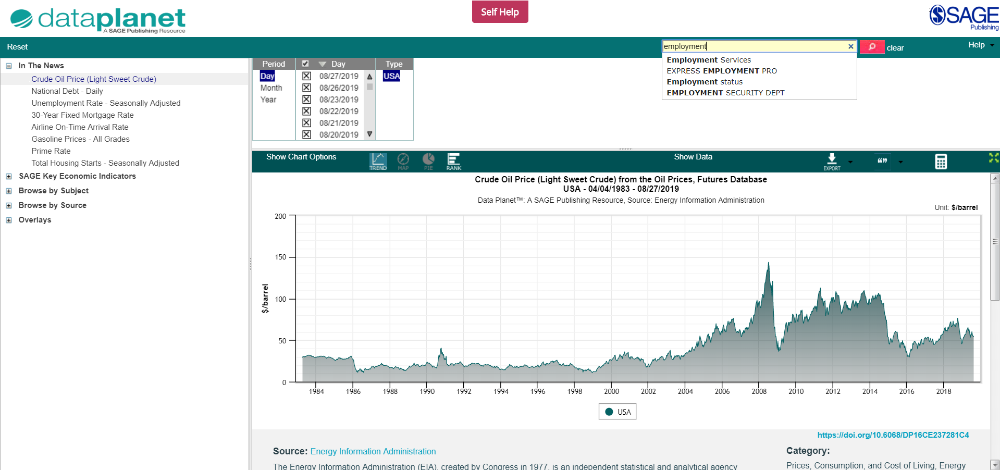 dataplanet
A SAGE Publishing Resource
Self Help
SAGE
Publishing
Reset
employment
clear
Help
Employment Services
EXPRESS EMPLOYMENT PRO
Employment status
EMPLOYMENT SECURITY DEPT
In The News
Crude Oil Price (Light Sweet Crude)
National Debt - Daily
Unemployment Rate - Seasonally Adjusted
30-Year Fixed Mortgage Rate
Airline On-Time Arrival Rate
Gasoline Prices - All Grades
Prime Rate
Total Housing Starts - Seasonally Adjusted
SAGE Key Economic Indicators
Browse by Subject
Browse by Source
Overlays
Period Day Type
Day 08/27/2019 USA
Month 08/26/2019
Year 08/23/2019
08/22/2019
08/21/2019
08/20/2019
Show Chart Options
TREND MAP PIE RANK
Show Data
EXPORT
Crude Oil Price (Light Sweet Crude) from the Oil Prices, Futures Database
USA - 04/04/1983 - 08/27/2019
Data Planet™: A SAGE Publishing Resource, Source: Energy Information Administration
Unit: $/barrel
200
150
100
50
0
$/barrel
1984 1986 1988 1990 1992 1994 1996 1998 2000 2002 2004 2006 2008 2010 2012 2014 2016 2018
USA
https://doi.org/10.6068/DP16CE237281C4
Source: Energy Information Administration
The Energy Information Administration (EIA), created by Congress in 1977, is an independent statistical and analytical agency
Category:
Prices, Consumption, and Cost of Living, Energy